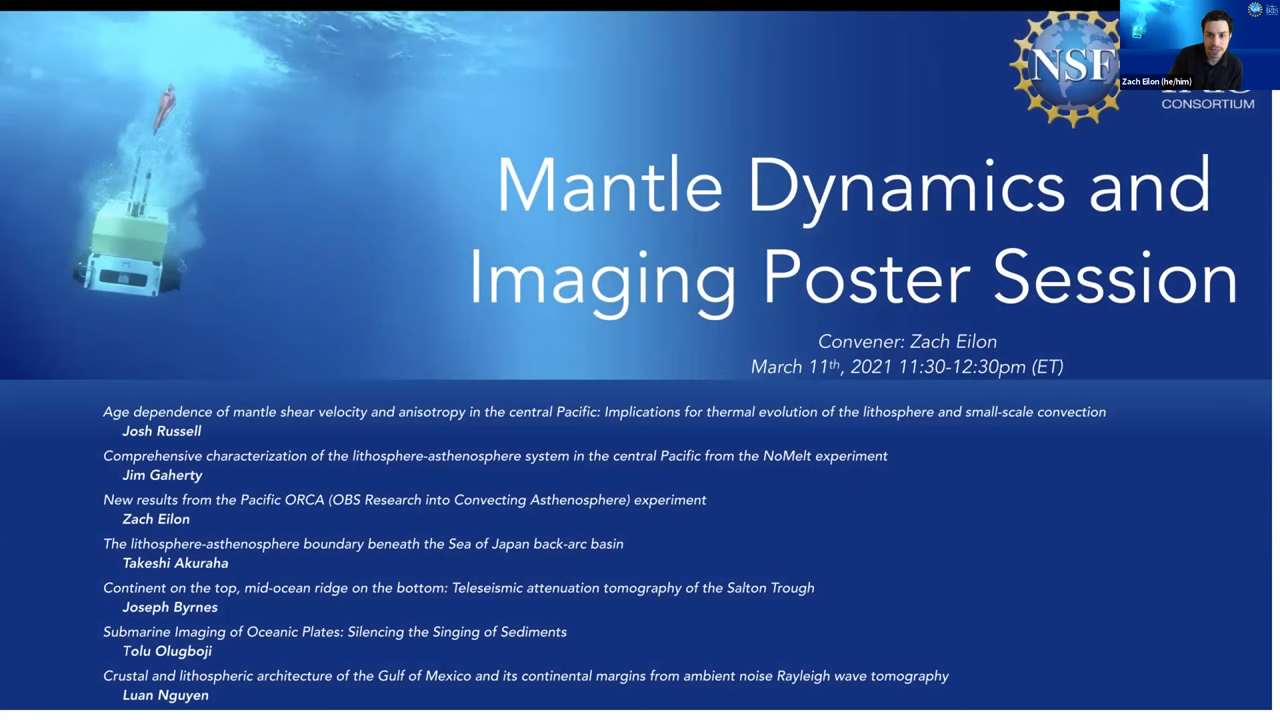 NSF
Zach Eilon (he/him)
CONSORTIUM
Mantle Dynamics and
Imaging Poster Session
Convener: Zach Eilon
March 11th, 2021 11:30-12:30pm (ET)
Age dependence of mantle shear velocity and anisotropy in the central Pacific: Implications for thermal evolution of the lithosphere and small-scale convection
Josh Russell
Comprehensive characterization of the lithosphere-asthenosphere system in the central Pacific from the NoMelt experiment
Jim Gaherty
New results from the Pacific ORCA (OBS Research into Convecting Asthenosphere) experiment
Zach Eilon
The lithosphere-asthenosphere boundary beneath the Sea of Japan back-arc basin
Takeshi Akuraha
Continent on the top, mid-ocean ridge on the bottom: Teleseismic attenuation tomography of the Salton Trough
Joseph Byrnes
Submarine Imaging of Oceanic Plates: Silencing the Singing of Sediments
Tolu Olugboji
Crustal and lithospheric architecture of the Gulf of Mexico and its continental margins from ambient noise Rayleigh wave tomography
Luan Nguyen